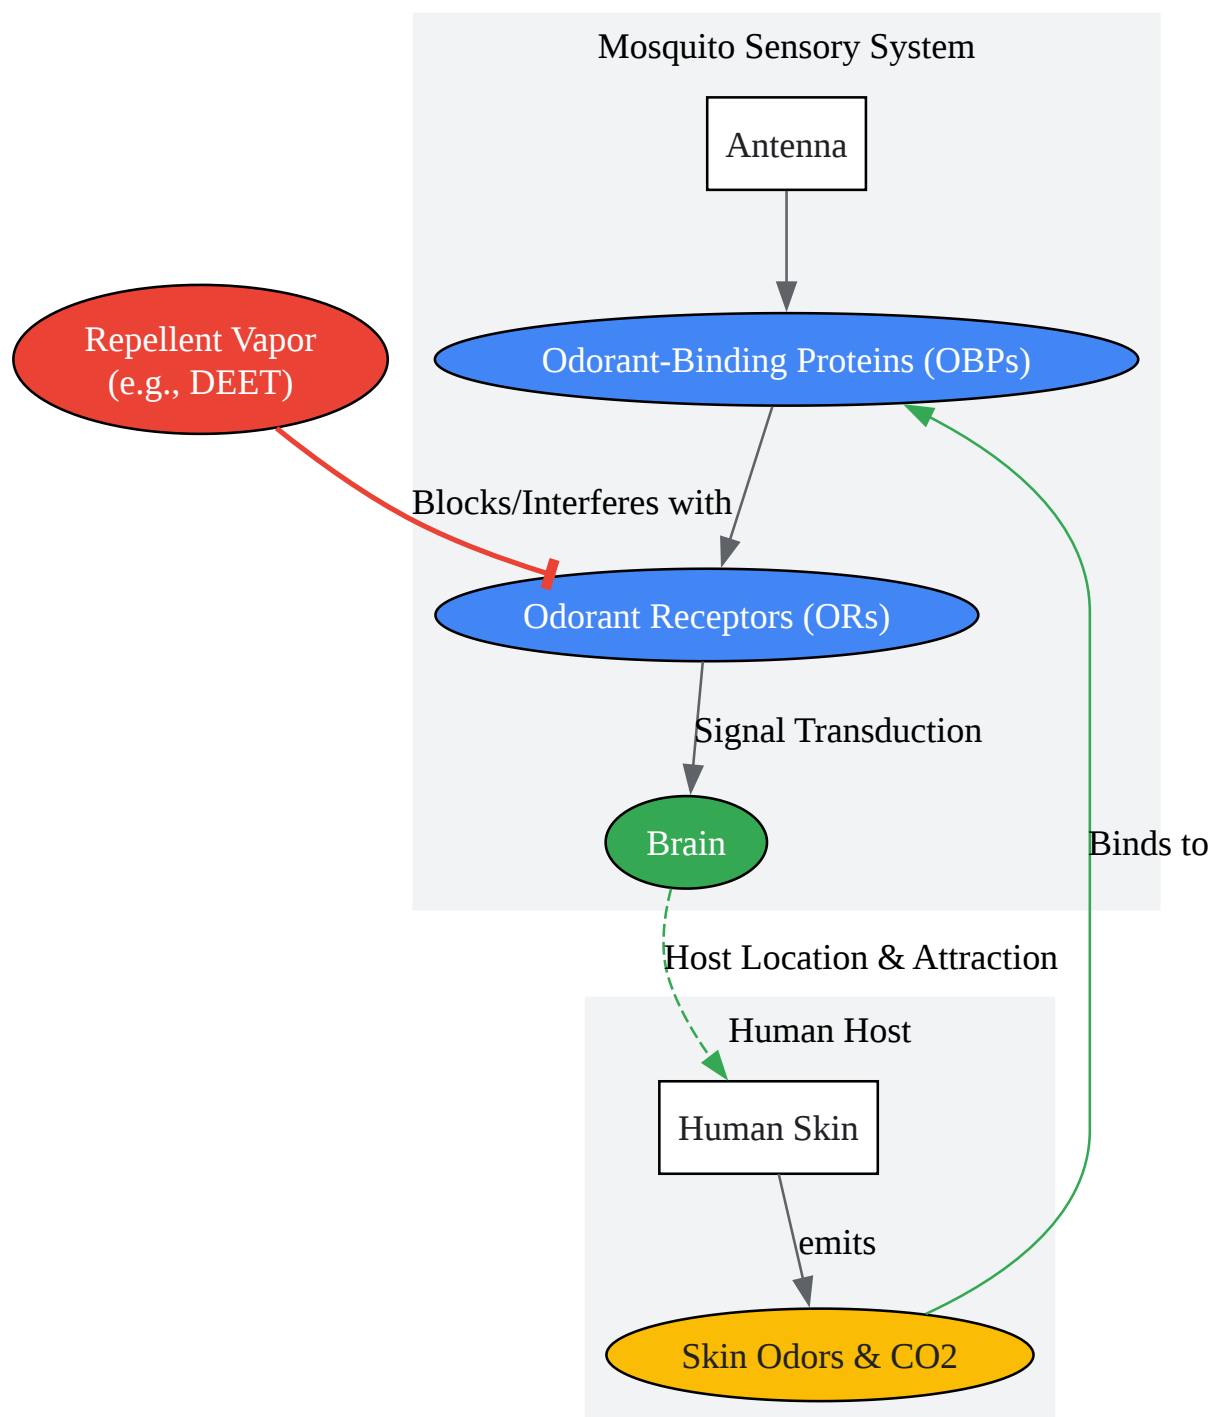 Mosquito Sensory System
Antenna
Repellent Vapor
(e.g., DEET)
Odorant-Binding Proteins (OBPs)
Blocks/Interferes with
Odorant Receptors (ORs)
Signal Transduction
Brain
Binds to
Host Location & Attraction
Human Host
Human Skin
emits
Skin Odors & CO2